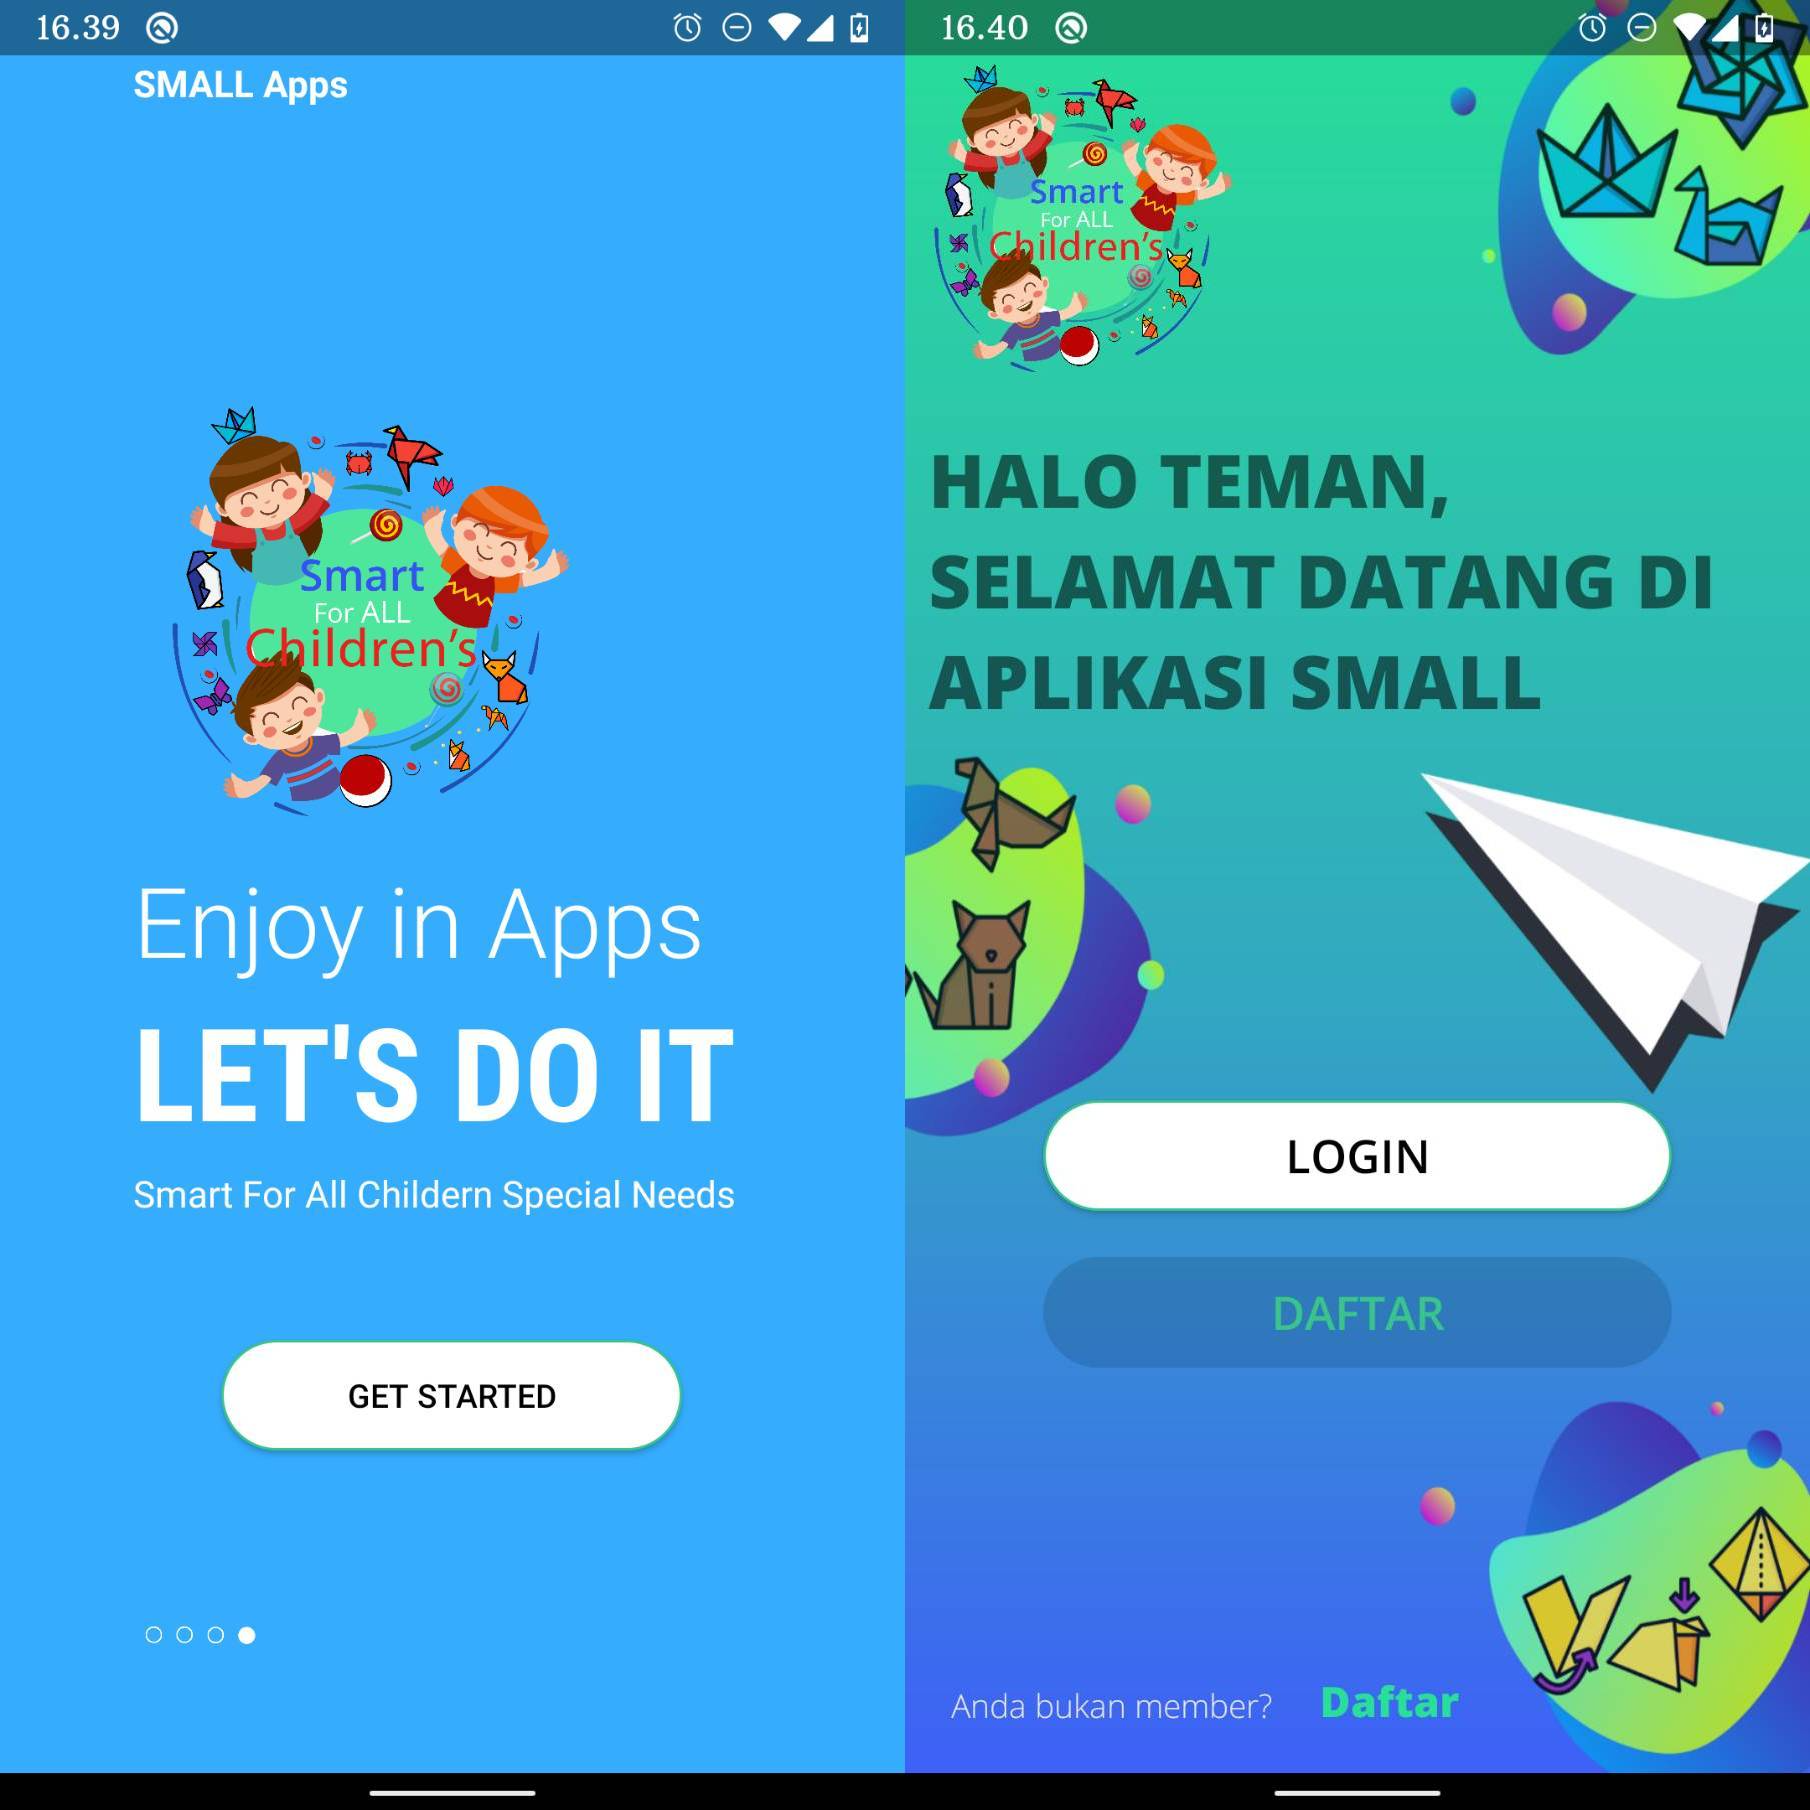 16.39
SMALL Apps
Smart
For ALL
Children's
Enjoy in Apps
LET'S DO IT
Smart For All Childern Special Needs
GET STARTED
16.40
Smart
For ALL
Children's
HALO TEMAN,
SELAMAT DATANG DI
APLIKASI SMALL
LOGIN
DAFTAR
Anda bukan member? Daftar